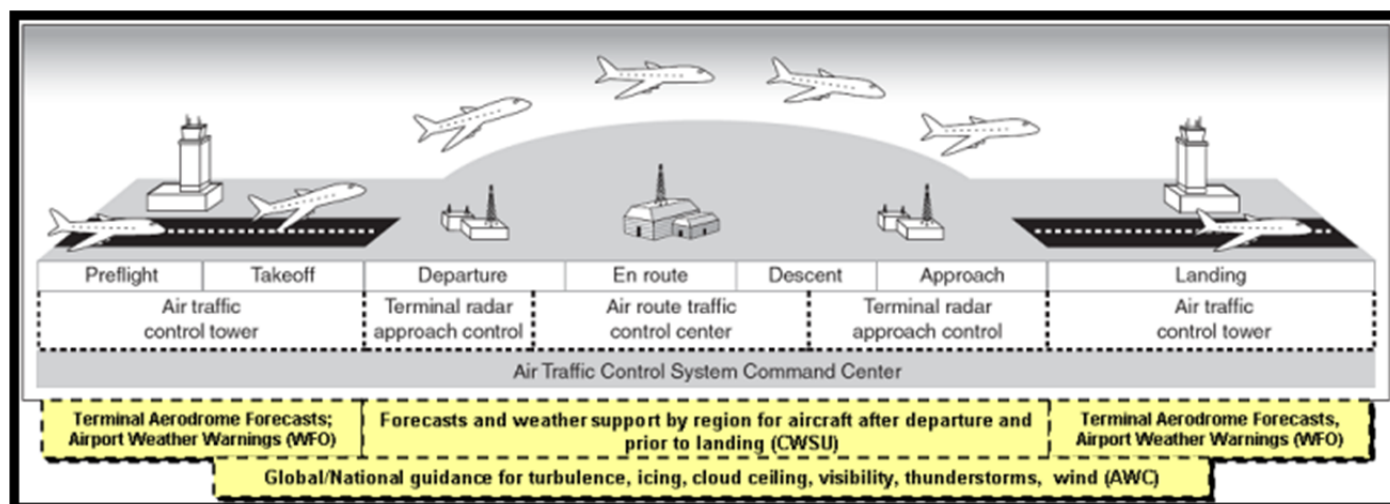 Preflight
Takeoff
Departure
En route
Descent
Approach
Landing
Air traffic
control tower
Terminal radar
approach control
Air route traffic
control center
Terminal radar
approach control
Air traffic
control tower
Air Traffic Control System Command Center
Terminal Aerodrome Forecasts;
Airport Weather Warnings (WFO)
Forecasts and weather support by region for aircraft after departure and
prior to landing (CWSU)
Terminal Aerodrome Forecasts,
Airport Weather Warnings (WFO)
Global/National guidance for turbulence, icing, cloud ceiling, visibility, thunderstorms, wind (AWC)